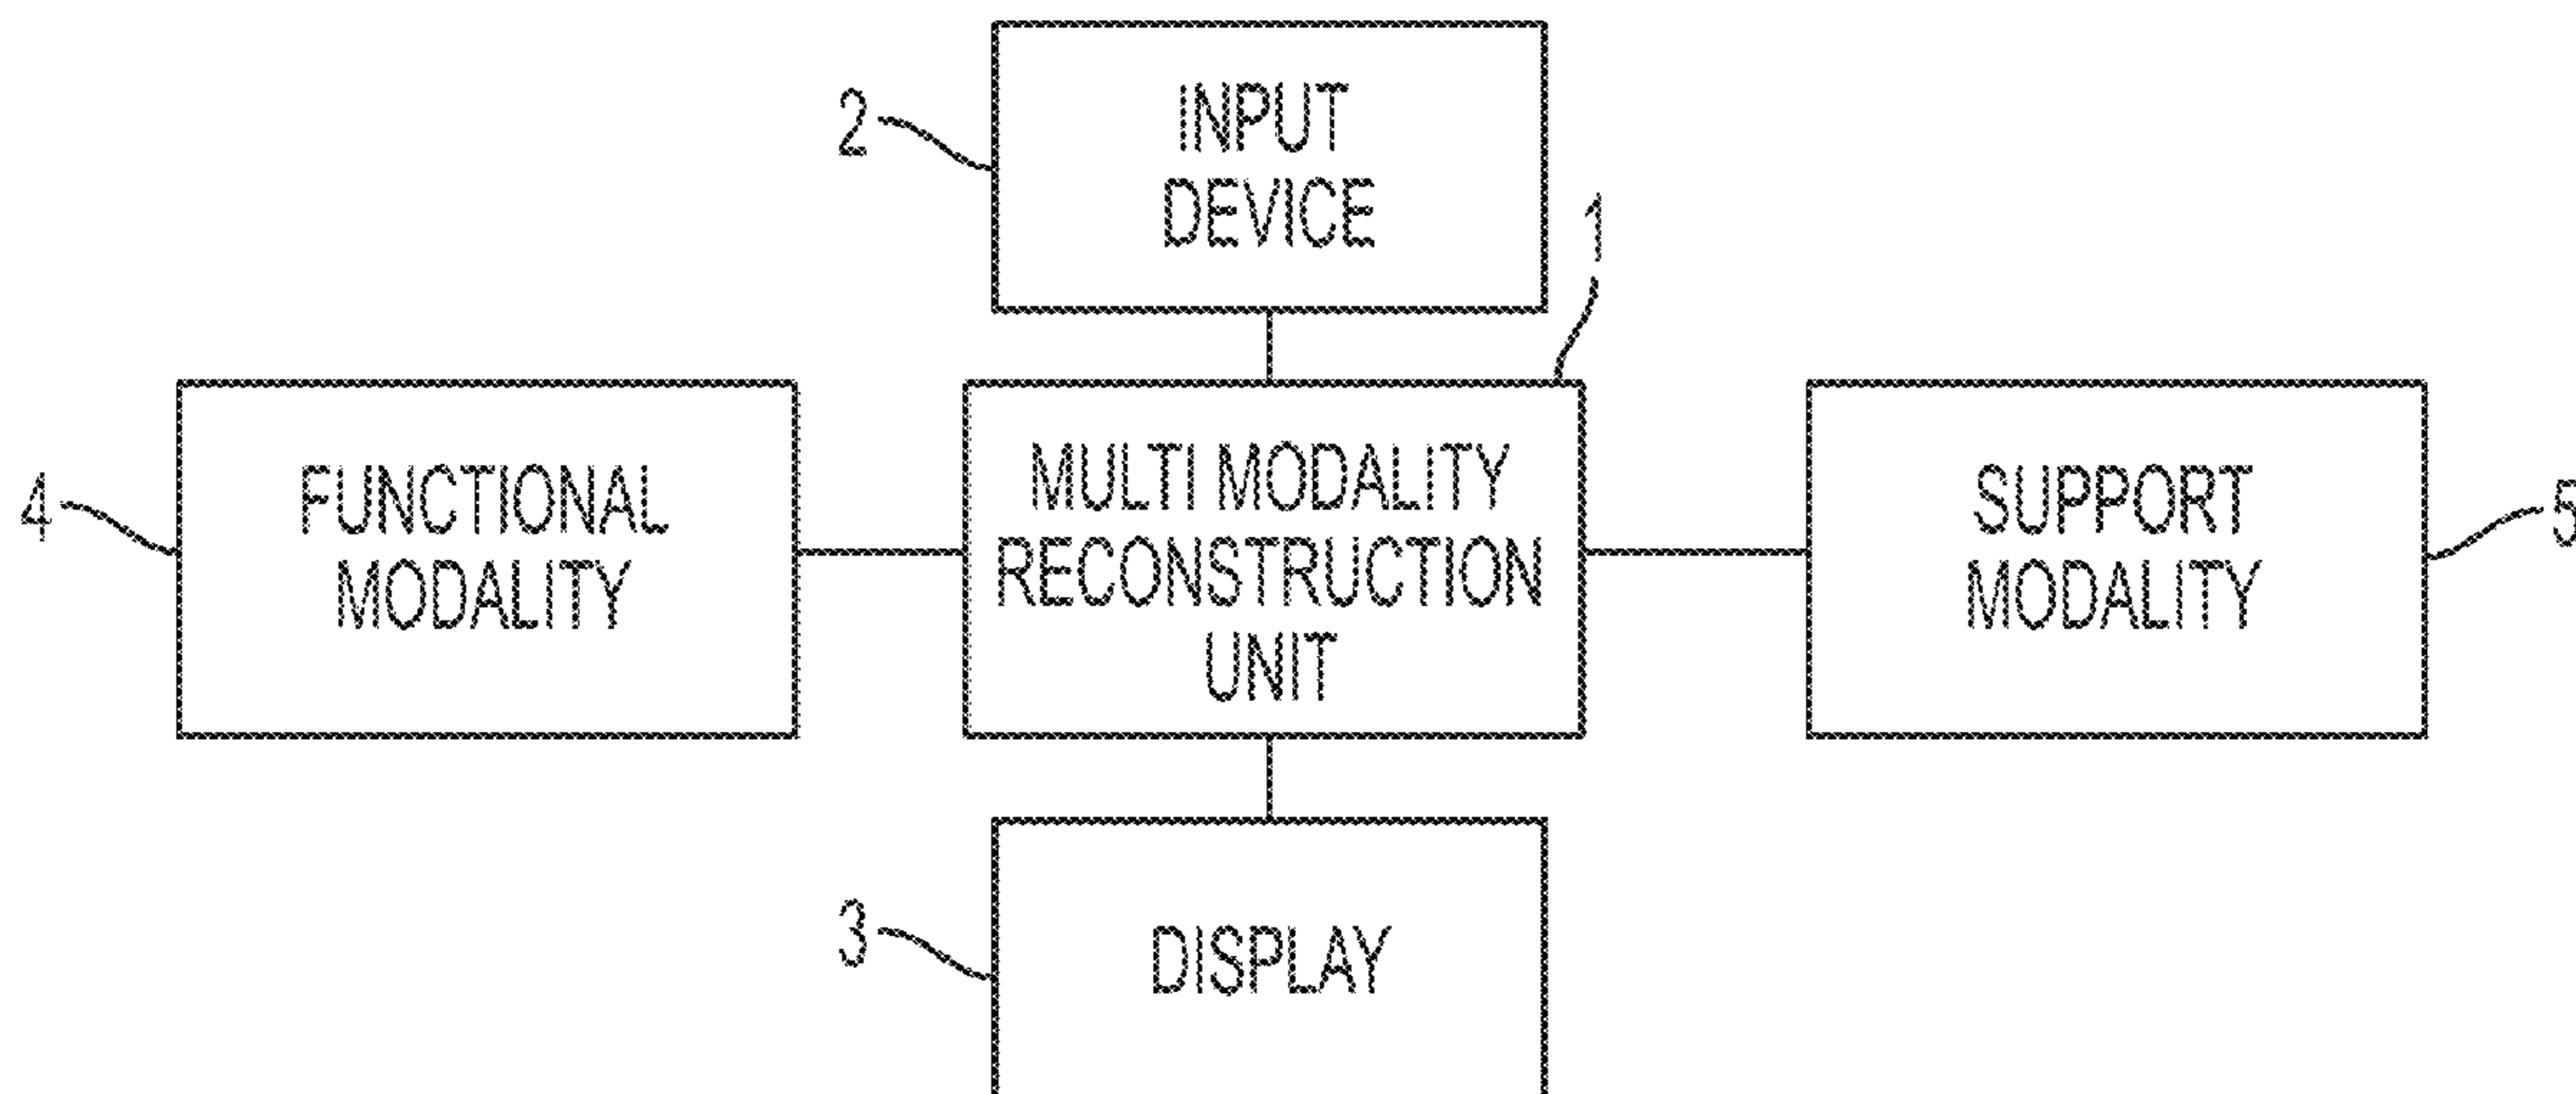 2
INPUT
DEVICE
1
4
FUNCTIONAL
MODALITY
MULTI MODALITY
RECONSTRUCTION
UNIT
SUPPORT
MODALITY
5
3
DISPLAY